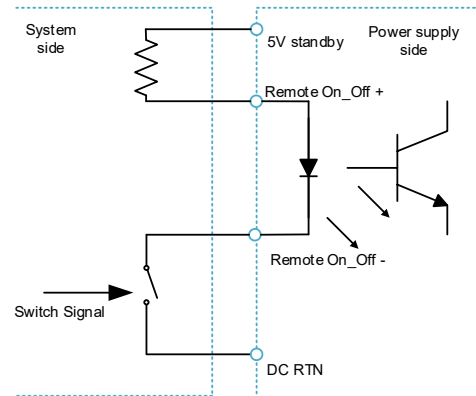 System
side
5V standby
Power supply
side
Remote On_Off +
Remote On_Off -
Switch Signal
DC RTN